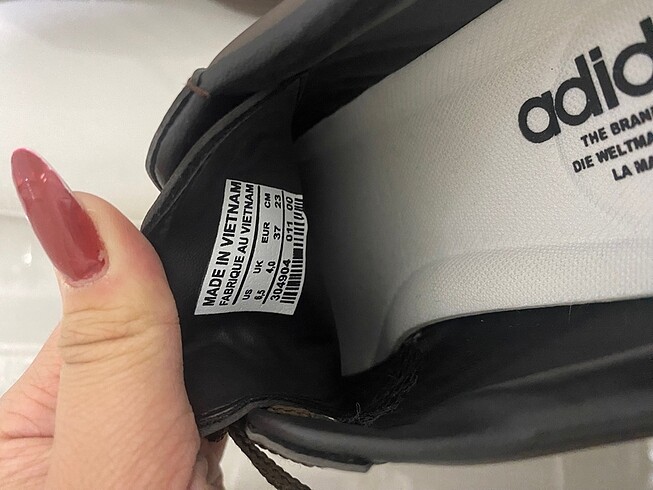 MADE IN VIETNAM
FABRIQUE AU VIETNAM
US UK EUR CM
6,5 4,0 37 23
304904 011 00
adid
THE BRAN
DIE WELTMA
LA MA